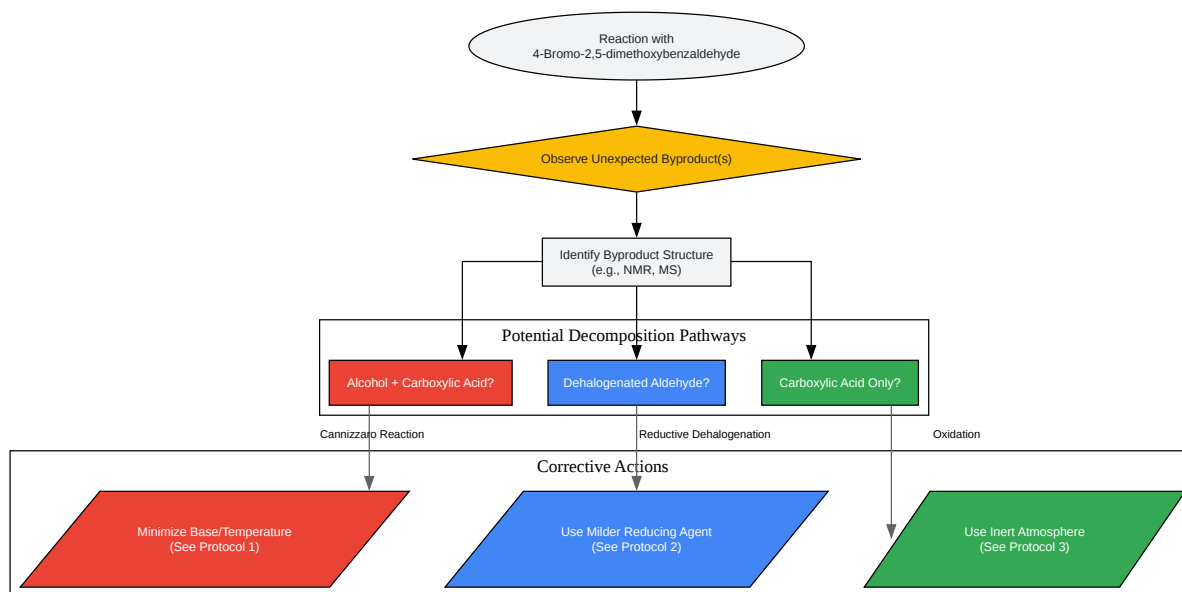 Reaction with
4-Bromo-2,5-dimethoxybenzaldehyde
Observe Unexpected Byproduct(s)
Identify Byproduct Structure
(e.g., NMR, MS)
Potential Decomposition Pathways
Alcohol + Carboxylic Acid?
Dehalogenated Aldehyde?
Carboxylic Acid Only?
Cannizzaro Reaction
Reductive Dehalogenation
Oxidation
Corrective Actions
Minimize Base/Temperature
(See Protocol 1)
Use Milder Reducing Agent
(See Protocol 2)
Use Inert Atmosphere
(See Protocol 3)